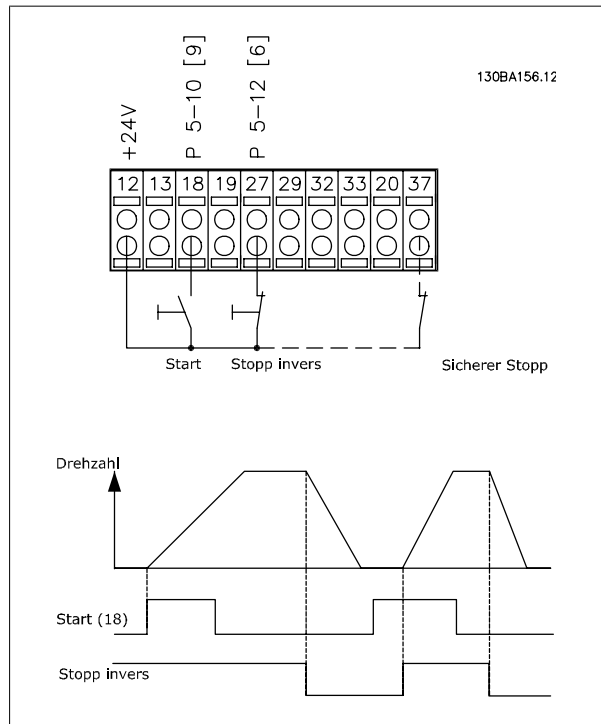 +24V
P 5-10 [9]
P 5-12 [6]
130BA156.12
12 13 18 19 27 29 32 33 20 37
Start Stopp invers Sicherer Stopp
Drehzahl
Start (18)
Stopp invers